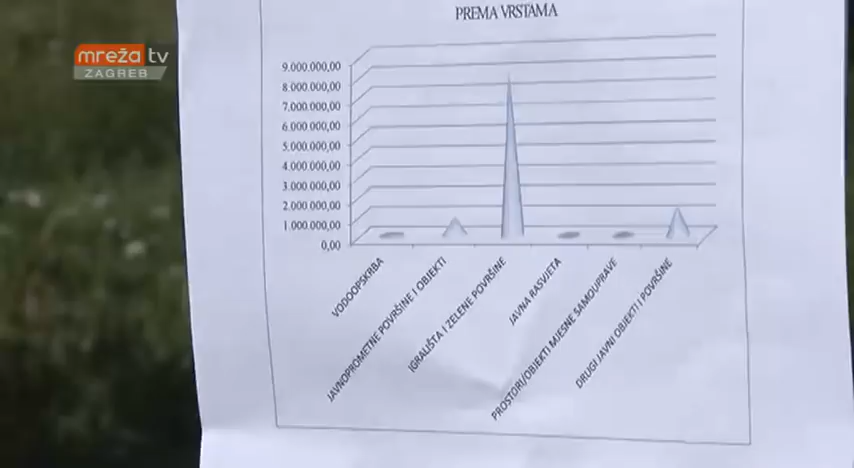 mreža tv
ZAGREB
PREMA VRSTAMA
9.000.000,00
8.000.000,00
7.000.000,00
6.000.000,00
5.000.000,00
4.000.000,00
3.000.000,00
2.000.000,00
1.000.000,00
0,00
VODOOPSKRBA
JAVNOPROMETNE POVRŠINE I OBJEKTI
IGRALIŠTA I ZELENE POVRŠINE
JAVNA RASVJETA
PROSTORI/OBJEKTI MJESNE SAMOUPRAVE
DRUGI JAVNI OBJEKTI I POVRŠINE